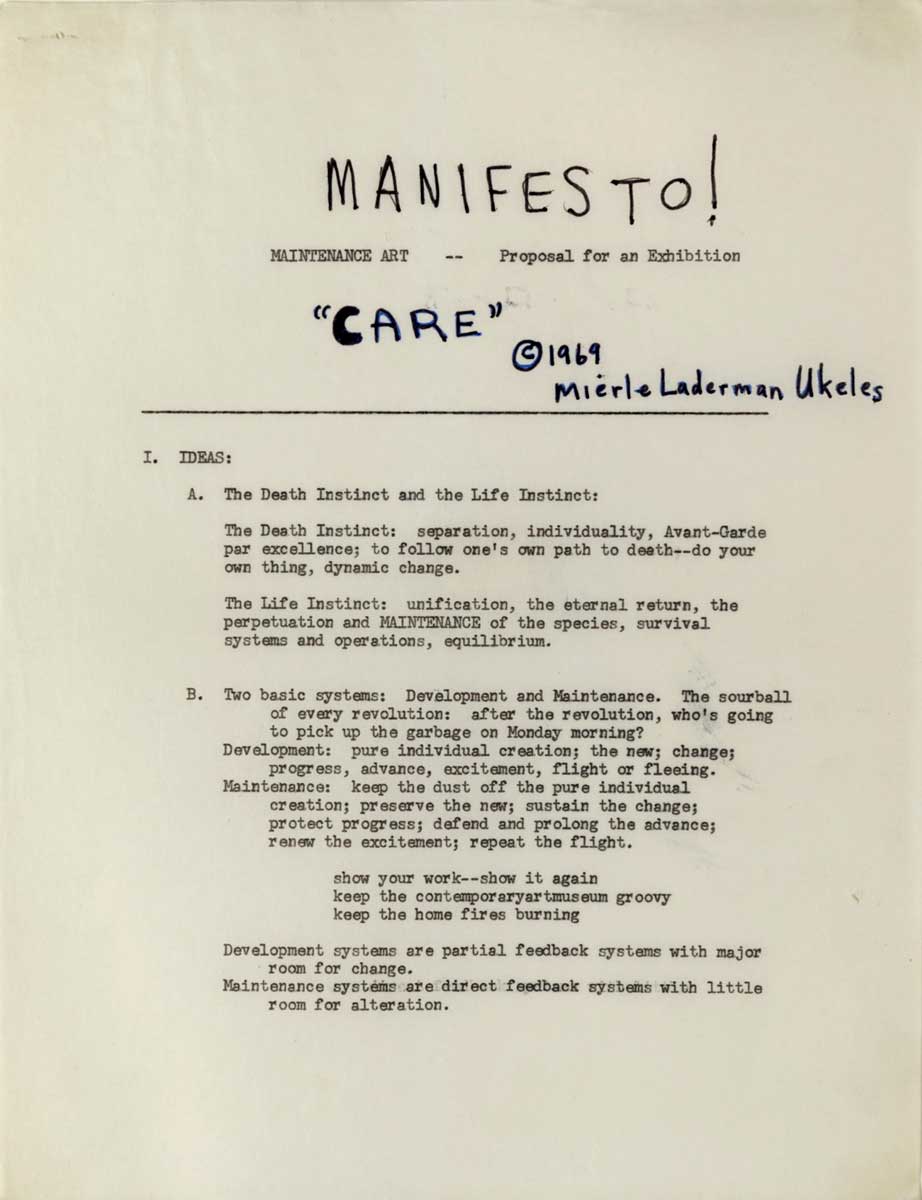 MANIFESTO!
MAINTENANCE ART -- Proposal for an Exhibition
"CARE"
©1969
Mierle Laderman Ukeles
I. IDEAS:
A. The Death Instinct and the Life Instinct:
The Death Instinct: separation, individuality, Avant-Garde
par excellence; to follow one's own path to death--do your
own thing, dynamic change.
The Life Instinct: unification, the eternal return, the
perpetuation and MAINTENANCE of the species, survival
systems and operations, equilibrium.
B. Two basic systems: Development and Maintenance. The sourball
of every revolution: after the revolution, who's going
to pick up the garbage on Monday morning?
Development: pure individual creation; the new; change;
progress, advance, excitement, flight or fleeing.
Maintenance: keep the dust off the pure individual
creation; preserve the new; sustain the change;
protect progress; defend and prolong the advance;
renew the excitement; repeat the flight.
show your work--show it again
keep the contemporaryartmuseum groovy
keep the home fires burning
Development systems are partial feedback systems with major
room for change.
Maintenance systems are direct feedback systems with little
room for alteration.